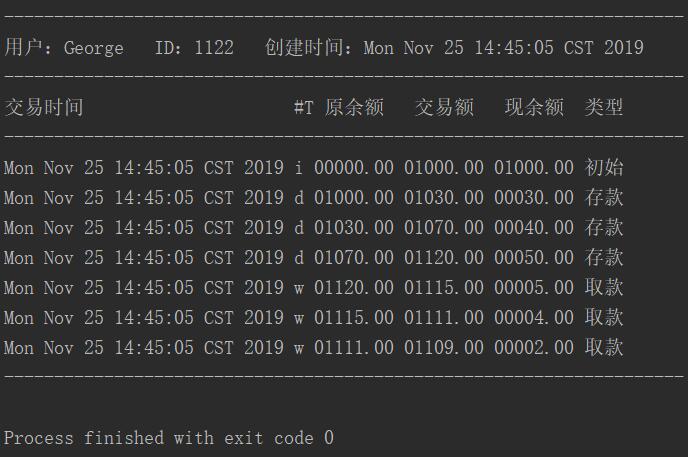 --------------------------------------------------------------------
用户：George   ID：1122   创建时间：Mon Nov 25 14:45:05 CST 2019
--------------------------------------------------------------------
交易时间                     #T 原余额   交易额   现余额  类型
--------------------------------------------------------------------
Mon Nov 25 14:45:05 CST 2019 i 00000.00 01000.00 01000.00 初始
Mon Nov 25 14:45:05 CST 2019 d 01000.00 01030.00 00030.00 存款
Mon Nov 25 14:45:05 CST 2019 d 01030.00 01070.00 00040.00 存款
Mon Nov 25 14:45:05 CST 2019 d 01070.00 01120.00 00050.00 存款
Mon Nov 25 14:45:05 CST 2019 w 01120.00 01115.00 00005.00 取款
Mon Nov 25 14:45:05 CST 2019 w 01115.00 01111.00 00004.00 取款
Mon Nov 25 14:45:05 CST 2019 w 01111.00 01109.00 00002.00 取款
--------------------------------------------------------------------
Process finished with exit code 0